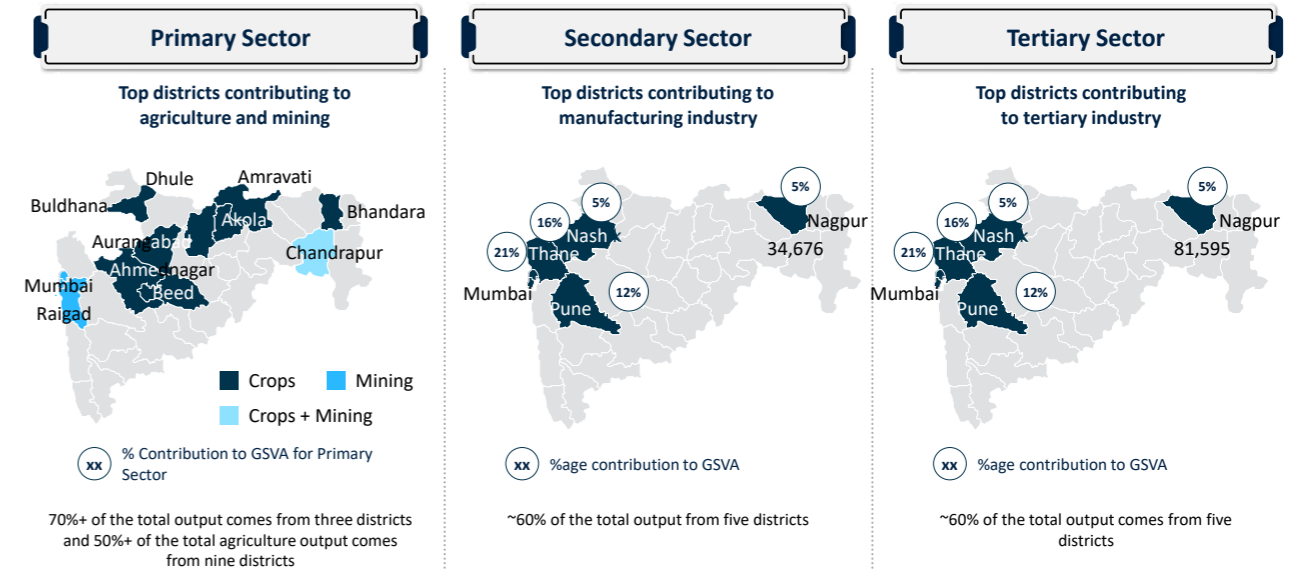 Primary Sector
Top districts contributing to
agriculture and mining
Dhule
Amravati
Buldhana
Akola
Bhandara
Aurangabad
Chandrapur
Ahmednagar
Mumbai
Beed
Raigad
Crops
Mining
Crops + Mining
xx
% Contribution to GSVA for Primary
Sector
70%+ of the total output comes from three districts
and 50%+ of the total agriculture output comes
from nine districts
Secondary Sector
Top districts contributing to
manufacturing industry
5%
5%
16%
Nagpur
Nashik
21%
Thane
34,676
Mumbai
12%
Pune
xx
%age contribution to GSVA
~60% of the total output from five districts
Tertiary Sector
Top districts contributing
to tertiary industry
5%
5%
16%
Nagpur
Nashik
21%
Thane
81,595
Mumbai
12%
Pune
xx
%age contribution to GSVA
~60% of the total output comes from five
districts